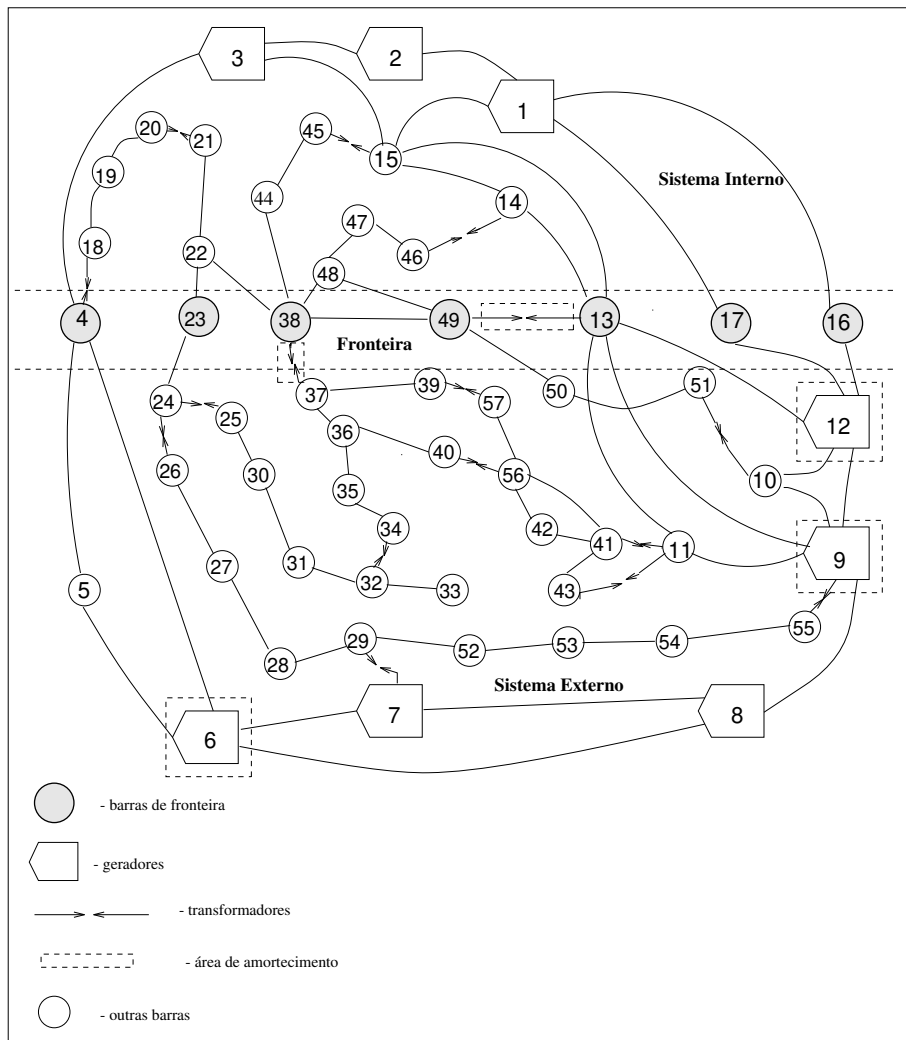 3 2
1
20 21 45 15
Sistema Interno
19 44 14
18 22 47 46
48
4 23 38 49 13 17 16
Fronteira
37 39 50 51
24 25 57 12
36
26 30 40 56 10
35
34 42 41 11 9
27 31 32 33 43
5
29 55
28 52 53 54
Sistema Externo
6 7 8
- barras de fronteira
- geradores
- transformadores
- área de amortecimento
- outras barras